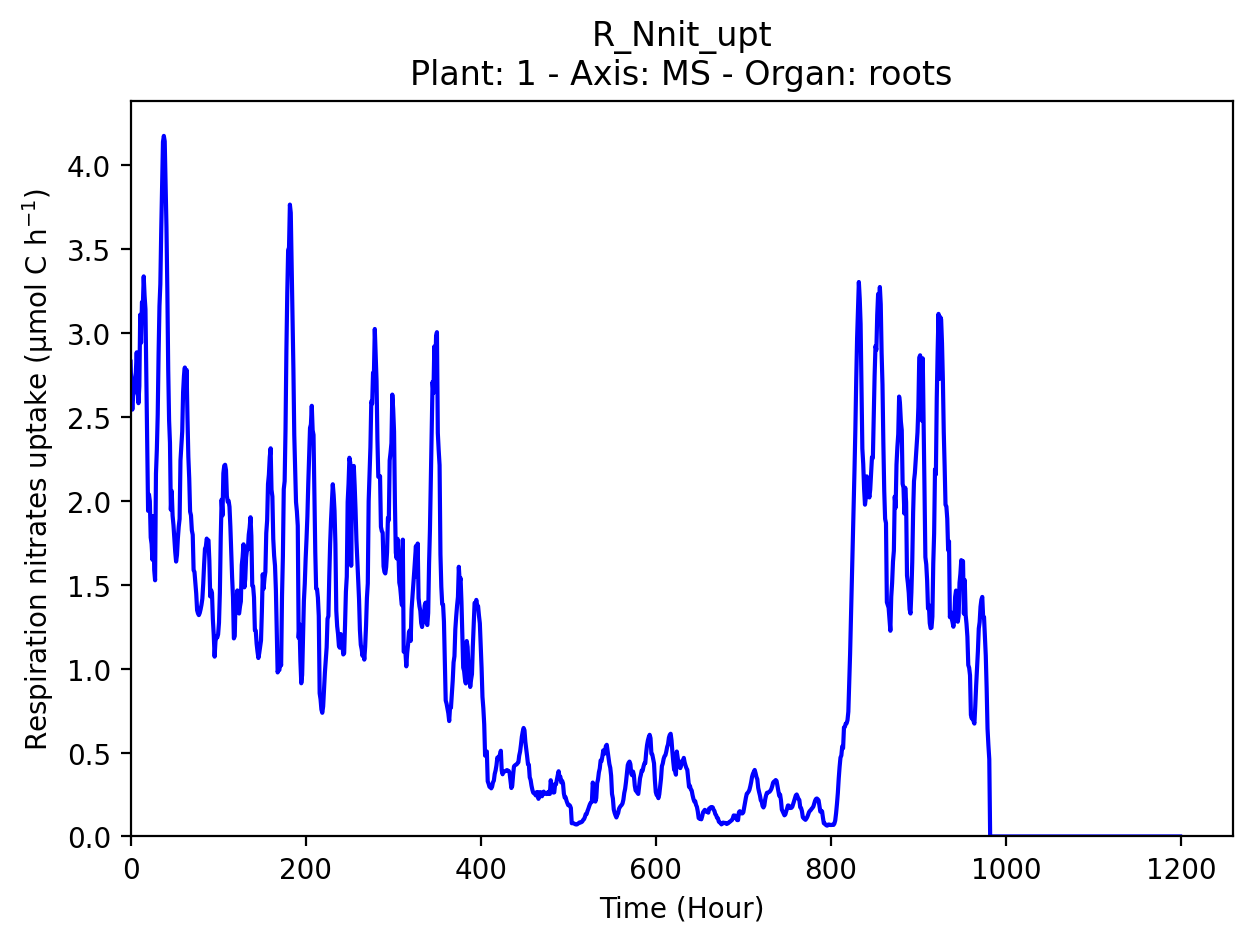 R_Nnit_upt
Plant: 1 - Axis: MS - Organ: roots
Respiration nitrates uptake (µmol C h⁻¹)
4.0
3.5
3.0
2.5
2.0
1.5
1.0
0.5
0.0
0 200 400 600 800 1000 1200
Time (Hour)